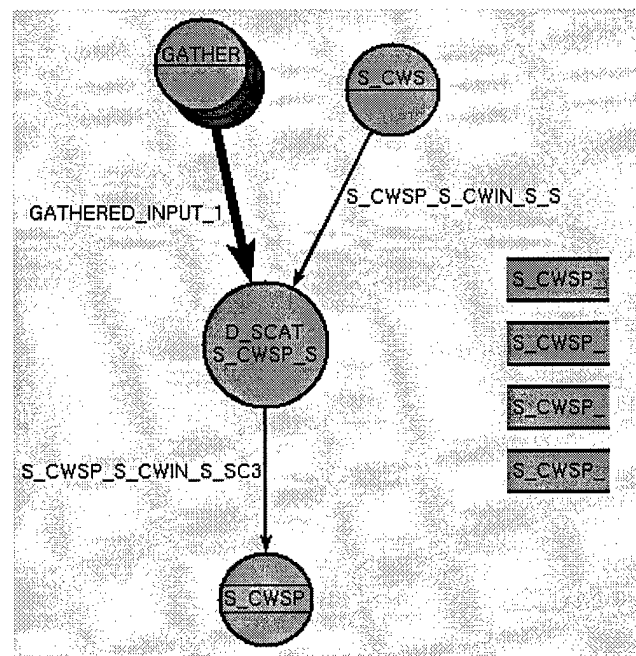 GATHER
S_CWS
GATHERED_INPUT_1
S_CWSP_S_CWIN_S_S
S_CWSP_
D_SCAT
S_CWSP_S
S_CWSP_
S_CWSP_
S_CWSP_S_CWIN_S_SC3
S_CWSP_
S_CWSP